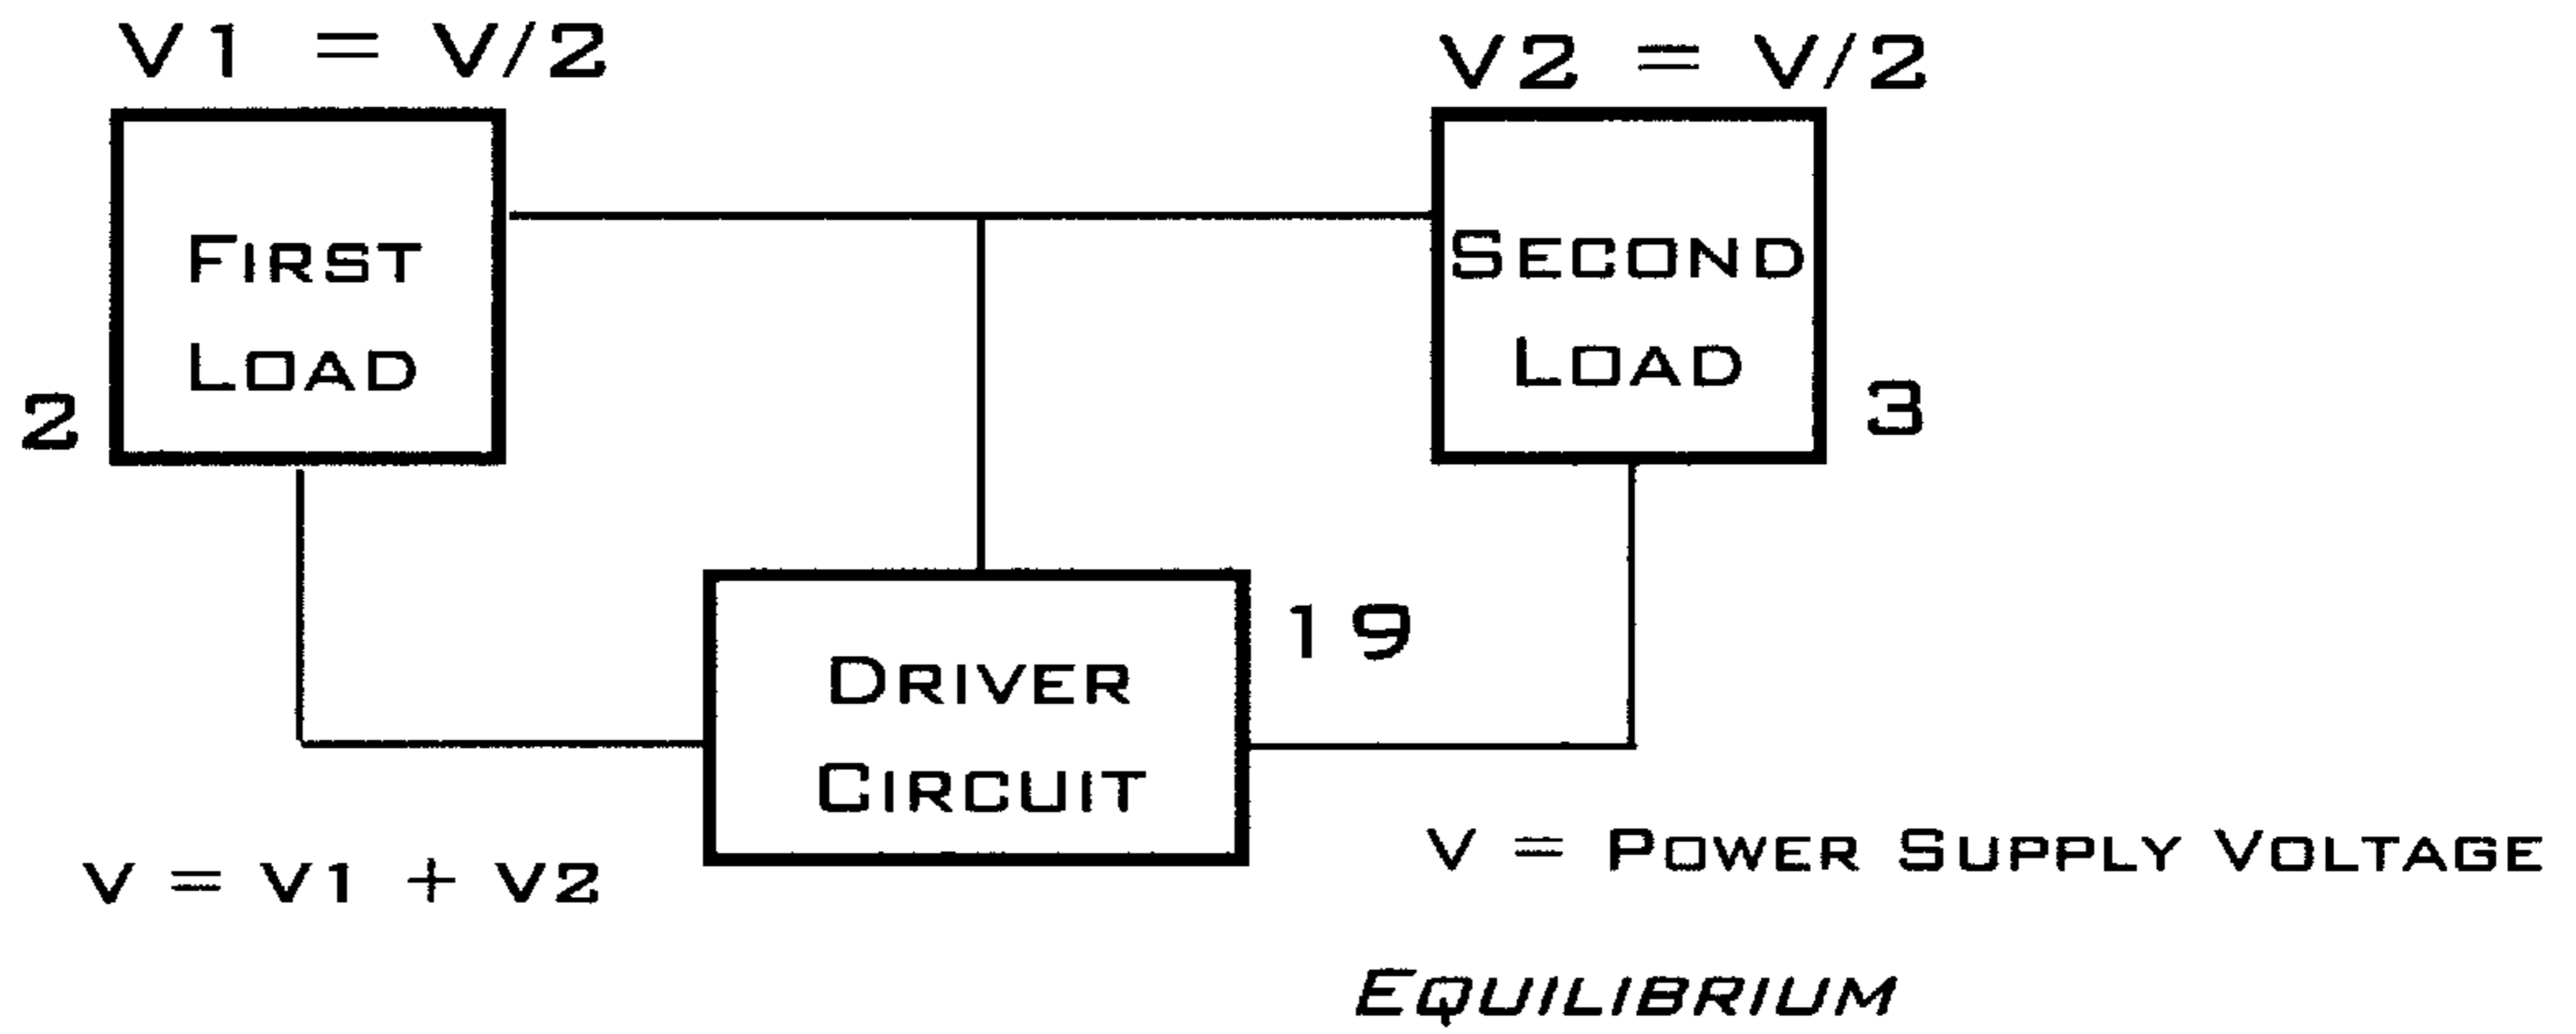 V1 = V/2
V2 = V/2
FIRST
LOAD
2
SECOND
LOAD
3
DRIVER
CIRCUIT
19
V = V1 + V2
V = POWER SUPPLY VOLTAGE
EQUILIBRIUM